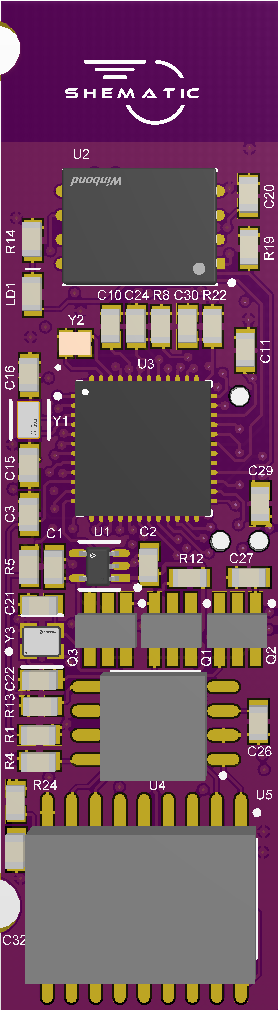 SHEMATIC
U2
Winbond
C20
R14
R19
LD1
C10 C24 R8 C30 R22
Y2
C11
U3
C16
Y1
C15
C29
C3
C1
U1
C2
R5
R12
C27
C21
Y3
Q3
Q1
Q2
C22
R13
R1
C26
R4
R24
U4
U5
C32